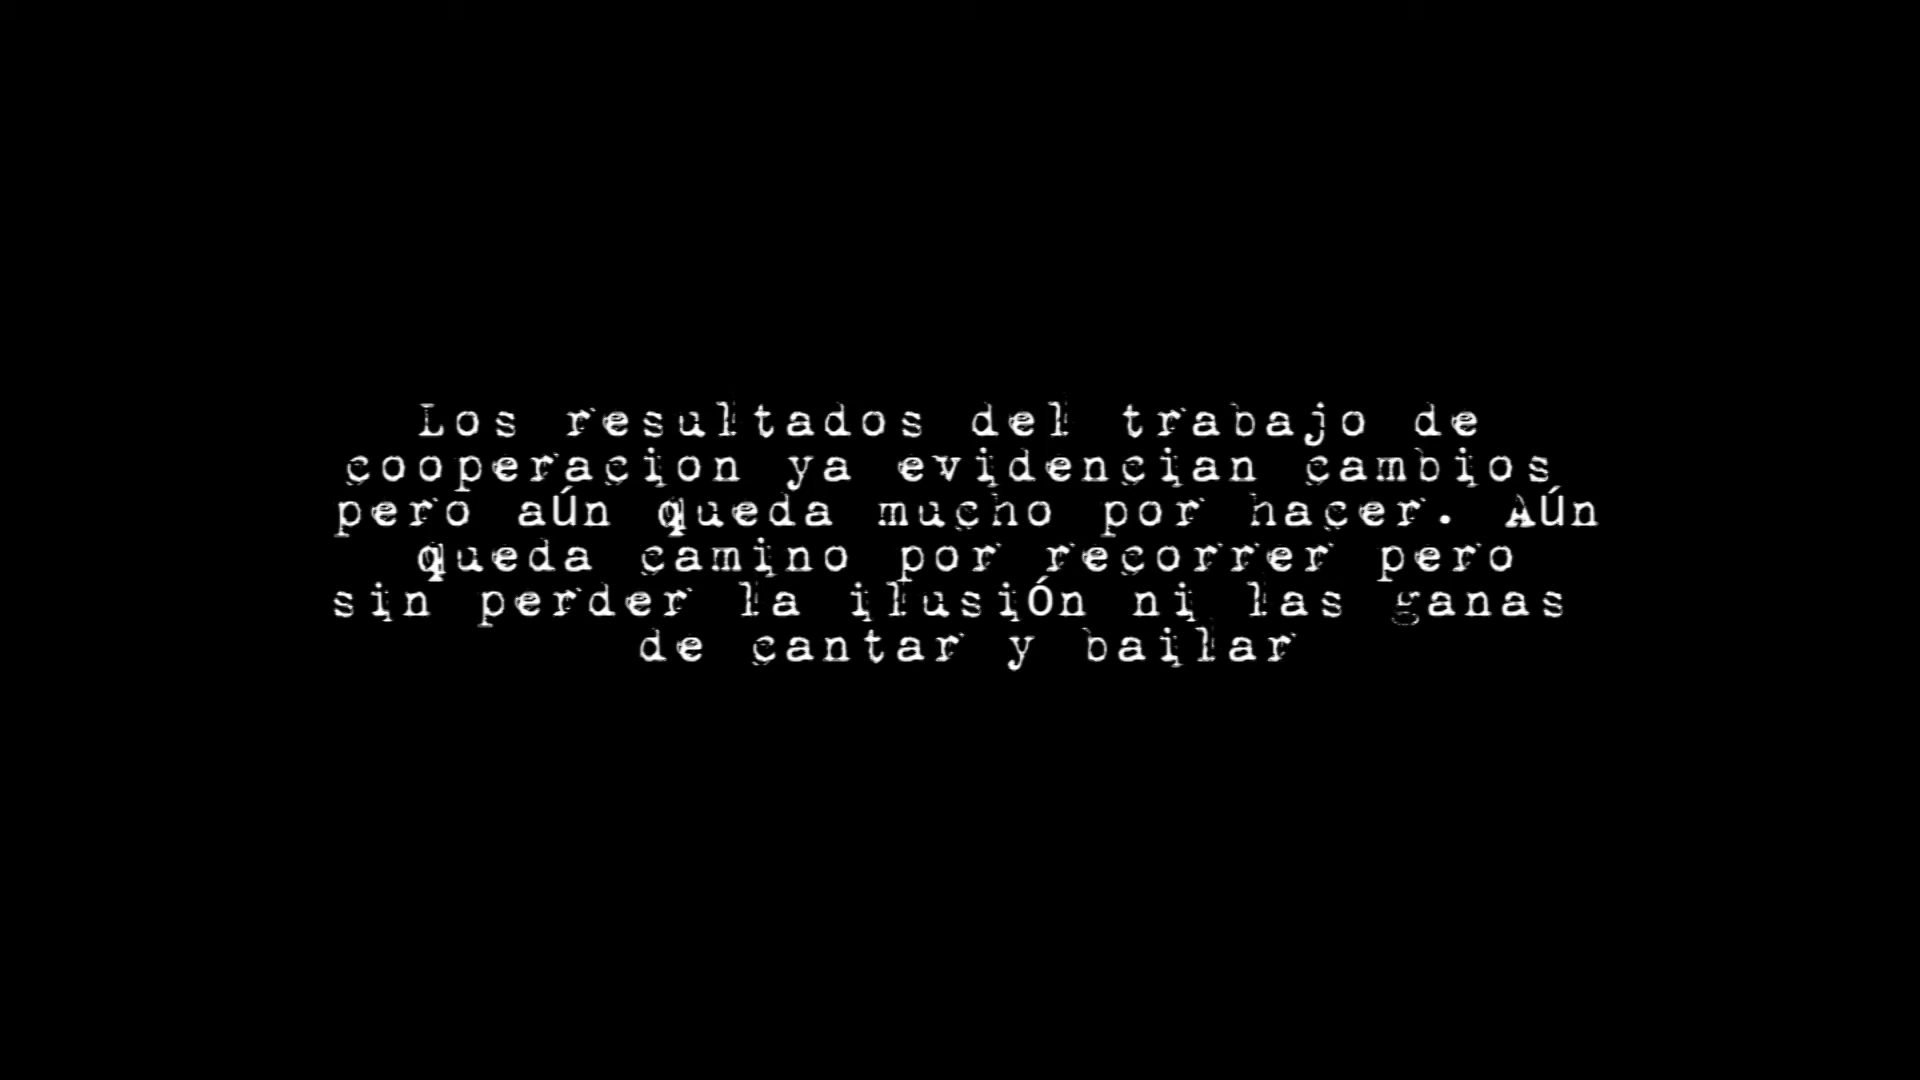 Los resultados del trabajo de
cooperacion ya evidencian cambios
pero aún queda mucho por hacer. Aún
queda camino por recorrer pero
sin perder la ilusión ni las ganas
de cantar y bailar